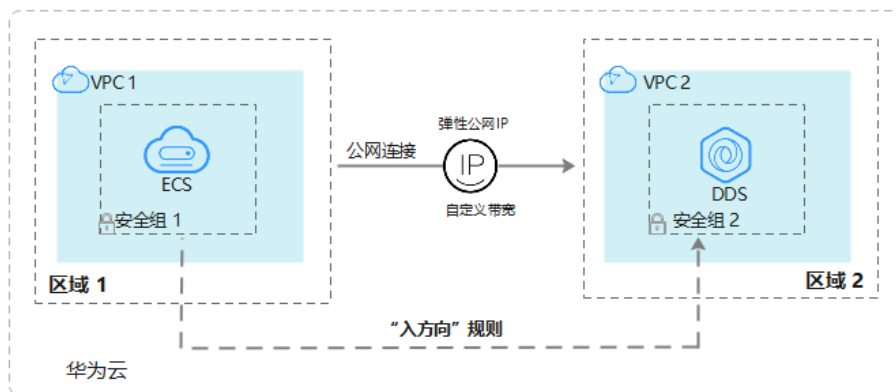 VPC 1
VPC 2
弹性公网IP
公网连接
IP
ECS
DDS
自定义带宽
安全组 1
安全组 2
区域 1
区域 2
“入方向”规则
华为云